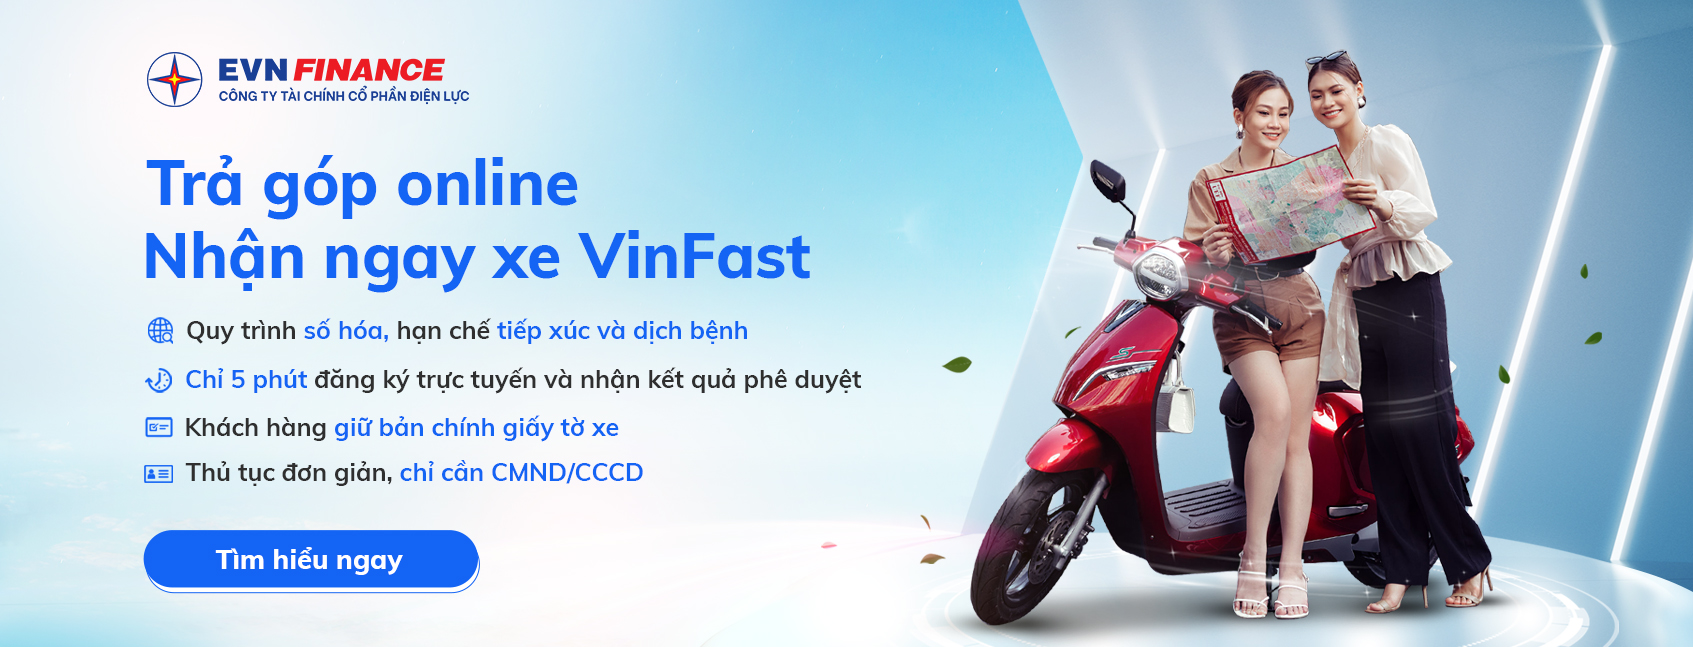 EVN FINANCE
CÔNG TY TÀI CHÍNH CỔ PHẦN ĐIỆN LỰC
Trả góp online
Nhận ngay xe VinFast
Quy trình số hóa, hạn chế tiếp xúc và dịch bệnh
Chỉ 5 phút đăng ký trực tuyến và nhận kết quả phê duyệt
Khách hàng giữ bản chính giấy tờ xe
Thủ tục đơn giản, chỉ cần CMND/CCCD
Tìm hiểu ngay